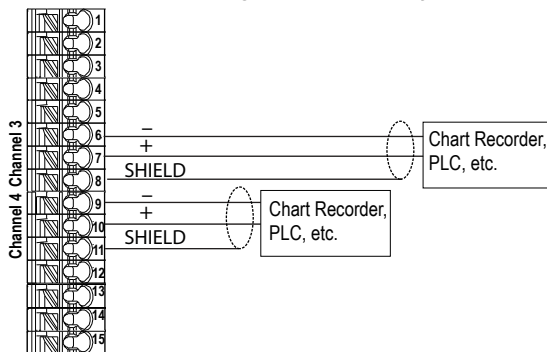 1
2
3
4
5
6
7
8
9
10
11
12
13
14
15
Channel 3
Channel 4
−
+
SHIELD
Chart Recorder,
PLC, etc.
−
+
SHIELD
Chart Recorder,
PLC, etc.